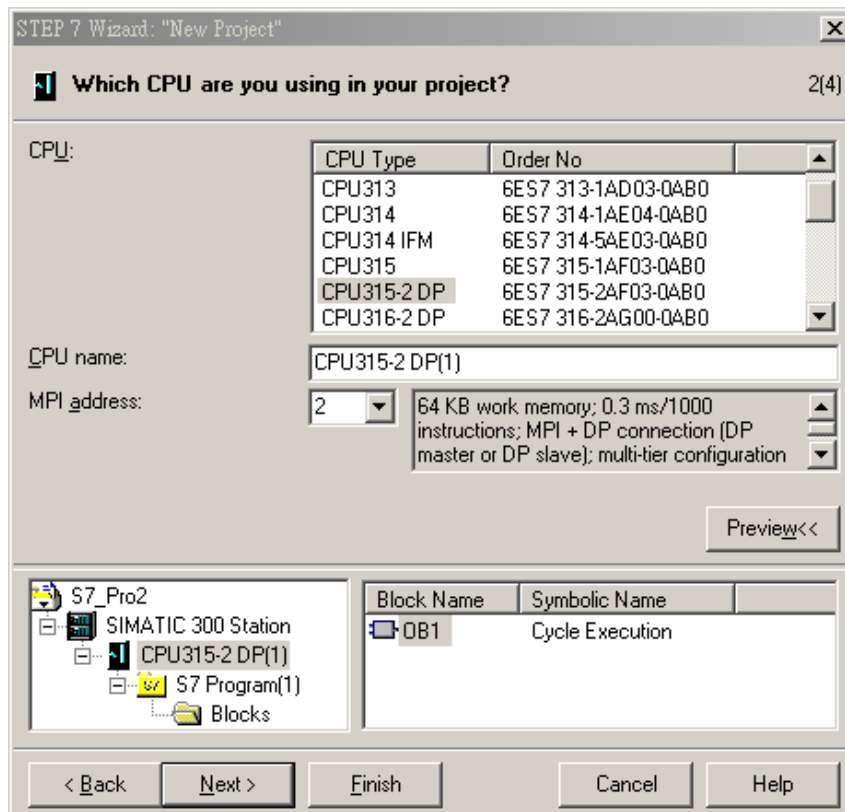 STEP 7 Wizard: "New Project"
Which CPU are you using in your project? 2(4)
CPU:
CPU Type Order No
CPU313 6ES7 313-1AD03-0AB0
CPU314 6ES7 314-1AE04-0AB0
CPU314 IFM 6ES7 314-5AE03-0AB0
CPU315 6ES7 315-1AF03-0AB0
CPU315-2 DP 6ES7 315-2AF03-0AB0
CPU316-2 DP 6ES7 316-2AG00-0AB0
CPU name: CPU315-2 DP(1)
MPI address: 2
64 KB work memory; 0.3 ms/1000
instructions; MPI + DP connection (DP
master or DP slave); multi-tier configuration
Preview<<
S7_Pro2
SIMATIC 300 Station
CPU315-2 DP(1)
S7 Program(1)
Blocks
Block Name Symbolic Name
OB1 Cycle Execution
< Back Next > Finish Cancel Help